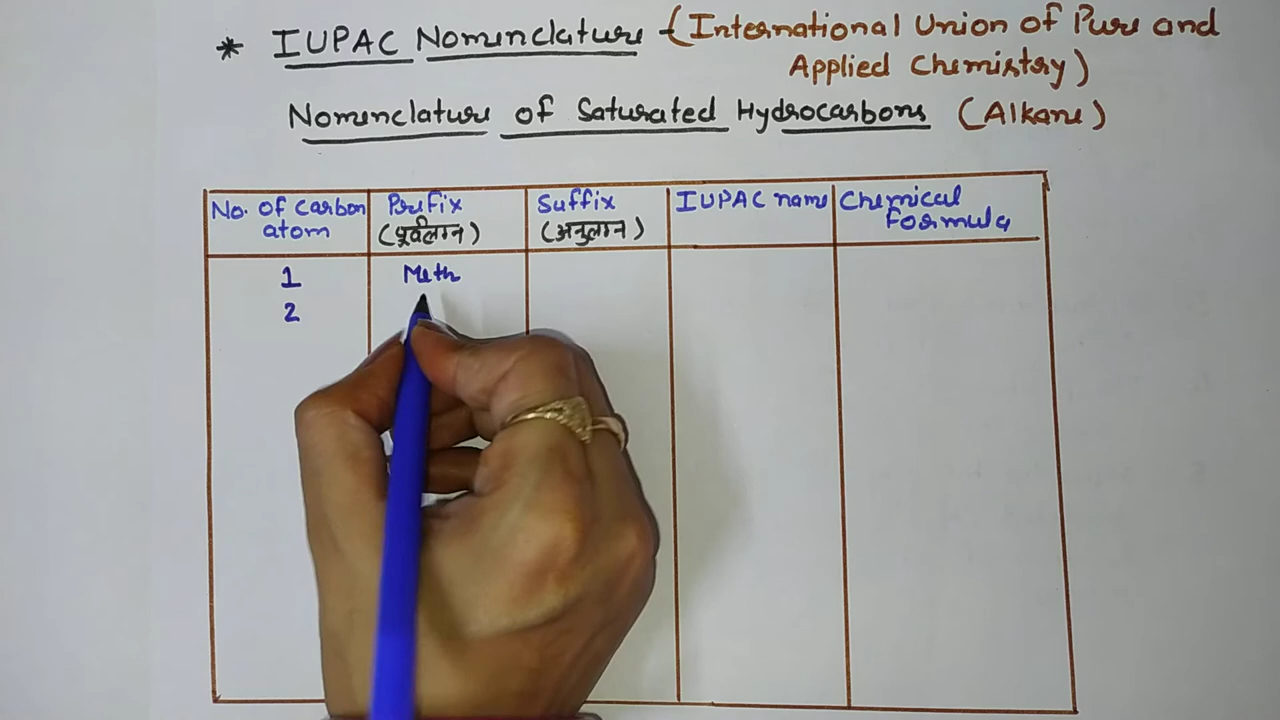 * IUPAC Nomenclature - (International Union of Pure and
Applied Chemistry)
Nomenclature of Saturated Hydrocarbons (Alkane)
No. of Carbon atom
Prefix (पूर्वलग्न)
Suffix (अनुलग्न)
IUPAC name
Chemical formula
1 Meth
2